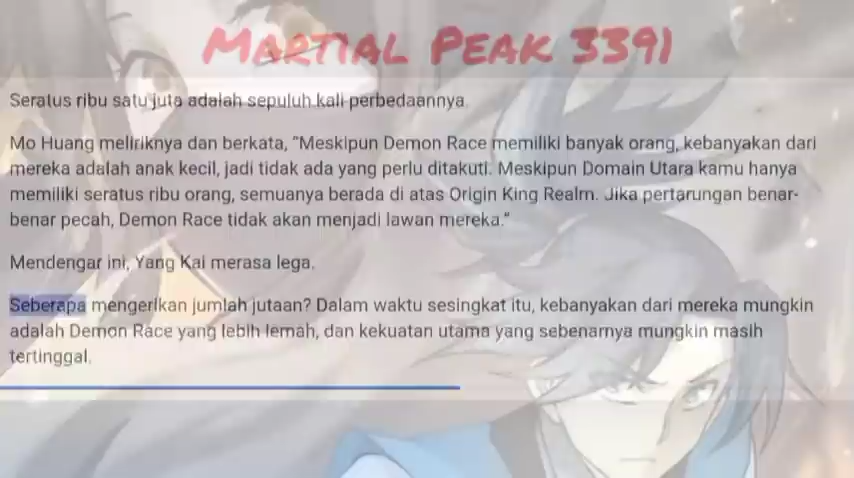 MARTIAL PEAK 3391
Seratus ribu satu juta adalah sepuluh kali perbedaannya.
Mo Huang meliriknya dan berkata, "Meskipun Demon Race memiliki banyak orang, kebanyakan dari
mereka adalah anak kecil, jadi tidak ada yang perlu ditakuti. Meskipun Domain Utara kamu hanya
memiliki seratus ribu orang, semuanya berada di atas Origin King Realm. Jika pertarungan benar-
benar pecah, Demon Race tidak akan menjadi lawan mereka."
Mendengar ini, Yang Kai merasa lega.
Seberapa mengerikan jumlah jutaan? Dalam waktu sesingkat itu, kebanyakan dari mereka mungkin
adalah Demon Race yang lebih lemah, dan kekuatan utama yang sebenarnya mungkin masih
tertinggal.